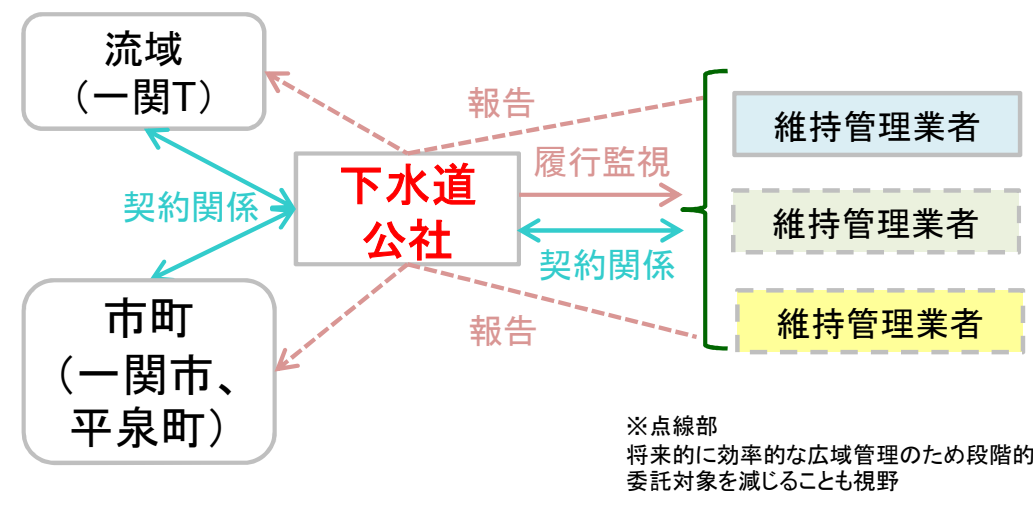 流域
（一関T）
報告
維持管理業者
履行監視
下水道
公社
契約関係
維持管理業者
契約関係
市町
（一関市、
平泉町）
報告
維持管理業者
※点線部
将来的に効率的な広域管理のため段階的
委託対象を減じることも視野